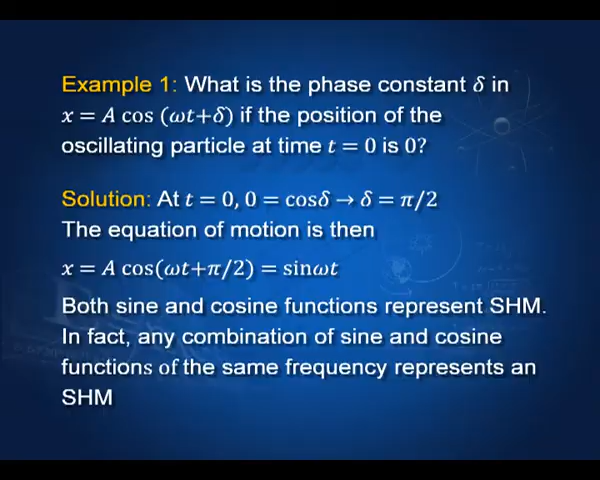 Example 1: What is the phase constant δ in
x = A cos (ωt+δ) if the position of the
oscillating particle at time t = 0 is 0?
Solution: At t = 0, 0 = cosδ → δ = π/2
The equation of motion is then
x = A cos(ωt+π/2) = sinωt
Both sine and cosine functions represent SHM.
In fact, any combination of sine and cosine
functions of the same frequency represents an
SHM